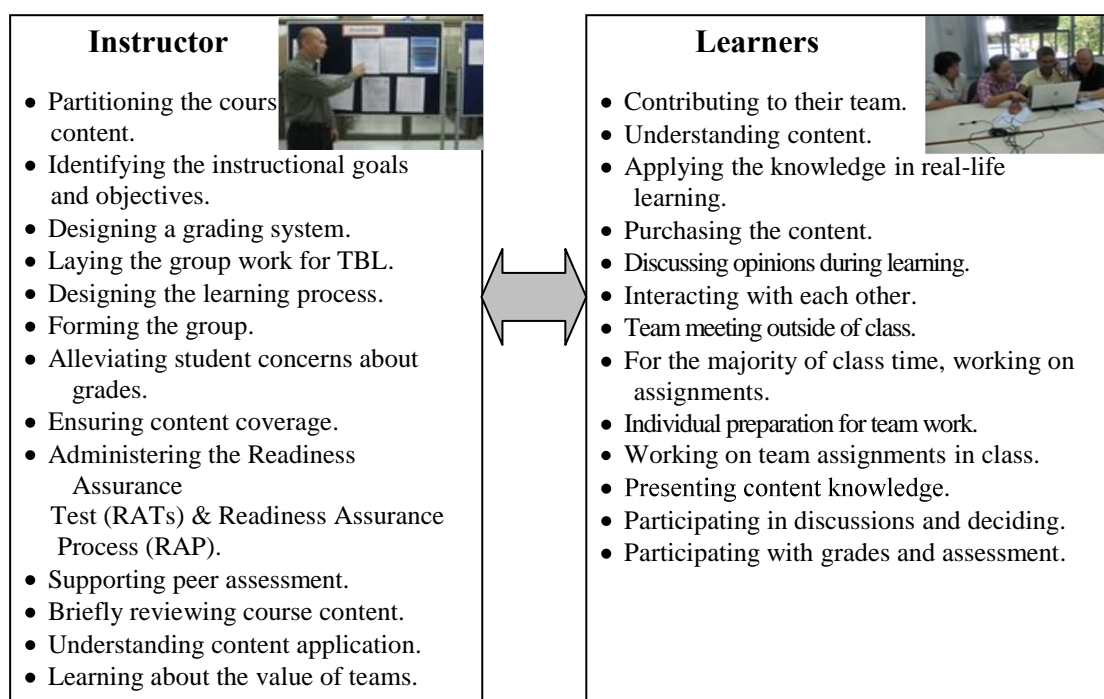 Instructor
• Partitioning the cours
content.
• Identifying the instructional goals
and objectives.
• Designing a grading system.
• Laying the group work for TBL.
• Designing the learning process.
• Forming the group.
• Alleviating student concerns about
grades.
• Ensuring content coverage.
• Administering the Readiness
Assurance
Test (RATs) & Readiness Assurance
Process (RAP).
• Supporting peer assessment.
• Briefly reviewing course content.
• Understanding content application.
• Learning about the value of teams.
Learners
• Contributing to their team.
• Understanding content.
• Applying the knowledge in real-life
learning.
• Purchasing the content.
• Discussing opinions during learning.
• Interacting with each other.
• Team meeting outside of class.
• For the majority of class time, working on
assignments.
• Individual preparation for team work.
• Working on team assignments in class.
• Presenting content knowledge.
• Participating in discussions and deciding.
• Participating with grades and assessment.